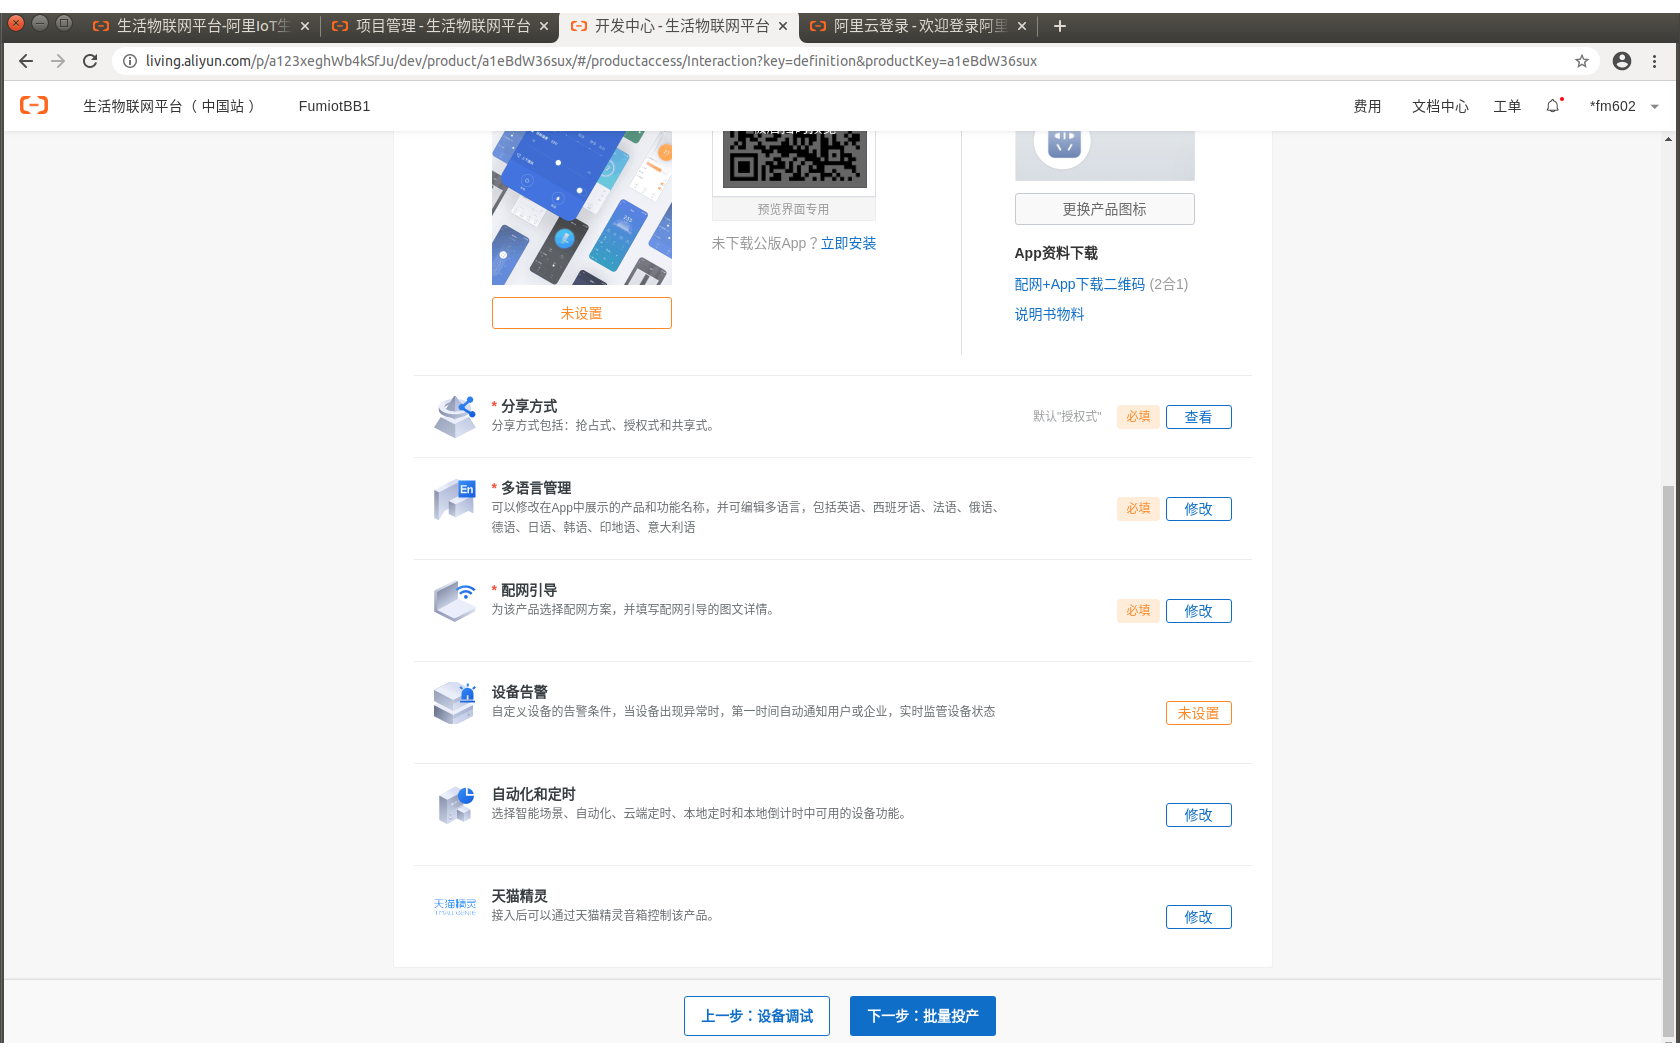 生活物联网平台-阿里IoT生
项目管理 - 生活物联网平台
开发中心 - 生活物联网平台
阿里云登录 - 欢迎登录阿里
living.aliyun.com/p/a123xeghWb4kSfJu/dev/product/a1eBdW36sux/#/productaccess/Interaction?key=definition&productKey=a1eBdW36sux
生活物联网平台（ 中国站 ）
FumiotBB1
费用
文档中心
工单
*fm602
预览界面专用
更换产品图标
未下载公版App？立即安装
App资料下载
配网+App下载二维码 (2合1)
未设置
说明书物料
* 分享方式
分享方式包括：抢占式、授权式和共享式。
默认"授权式"
必填
查看
En
* 多语言管理
可以修改在App中展示的产品和功能名称，并可编辑多语言，包括英语、西班牙语、法语、俄语、
德语、日语、韩语、印地语、意大利语
必填
修改
* 配网引导
为该产品选择配网方案，并填写配网引导的图文详情。
必填
修改
设备告警
自定义设备的告警条件，当设备出现异常时，第一时间自动通知用户或企业，实时监管设备状态
未设置
自动化和定时
选择智能场景、自动化、云端定时、本地定时和本地倒计时中可用的设备功能。
修改
天猫精灵
TMALL GENIE
天猫精灵
接入后可以通过天猫精灵音箱控制该产品。
修改
上一步：设备调试
下一步：批量投产